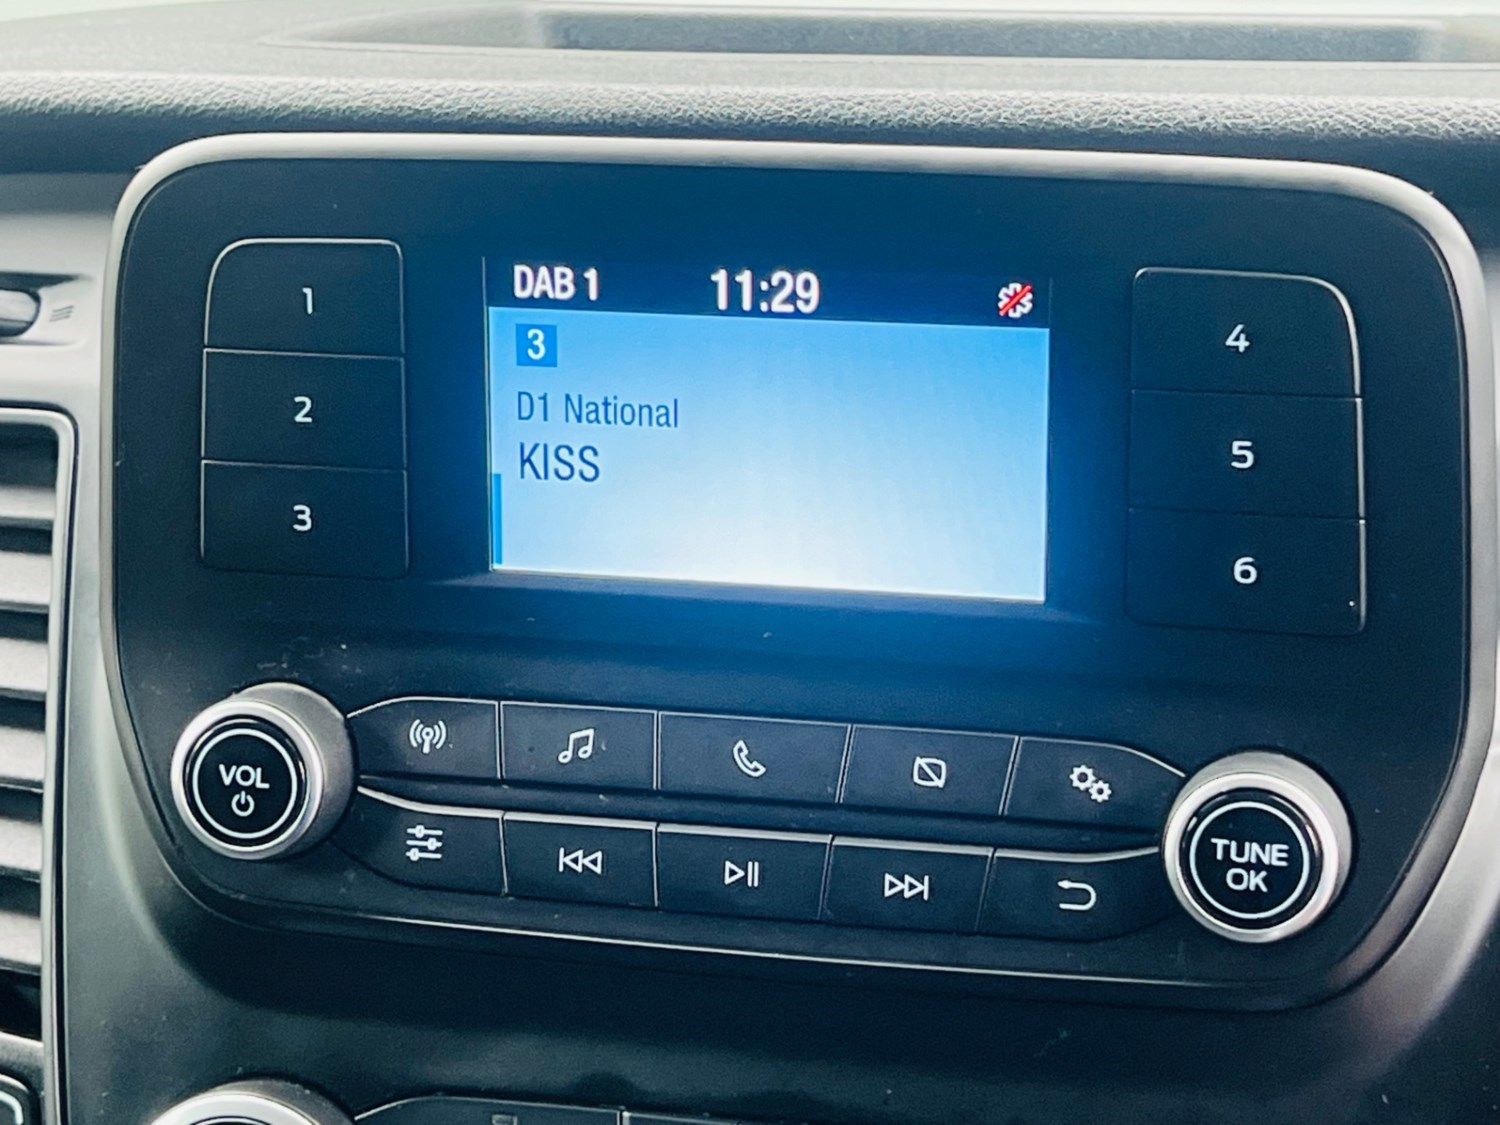 DAB 1 11:29
3
D1 National
KISS
1
2
3
4
5
6
VOL
TUNE
OK